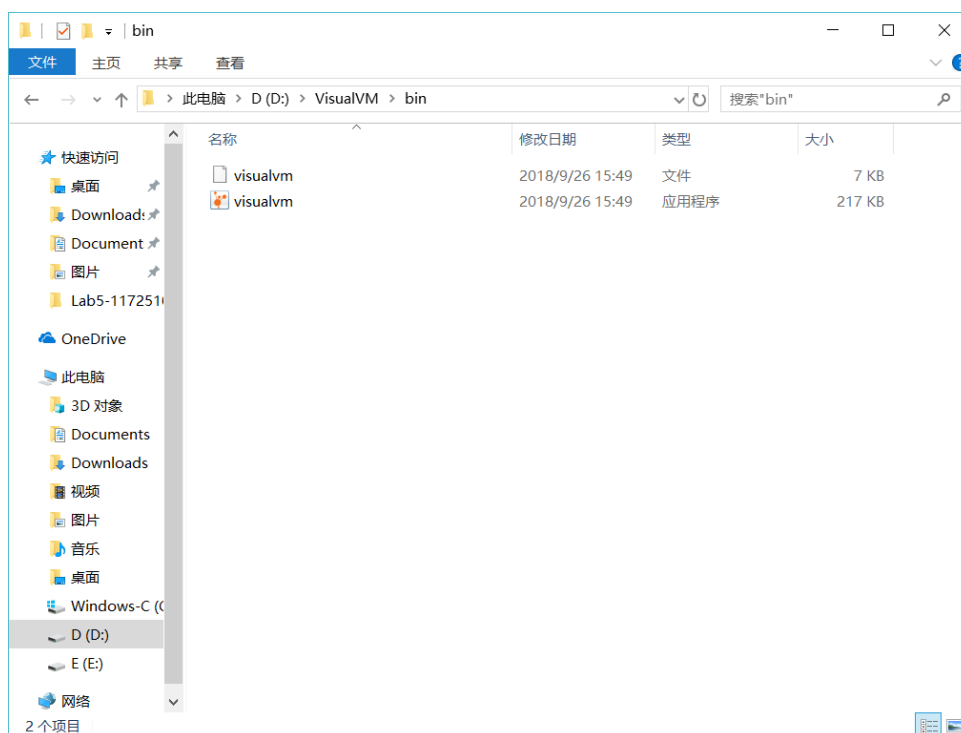 bin
文件 主页 共享 查看
此电脑 D (D:) VisualVM bin 搜索"bin"
名称 修改日期 类型 大小
快速访问
桌面
Download
Document
图片
Lab5-117251
OneDrive
此电脑
3D 对象
Documents
Downloads
视频
图片
音乐
桌面
Windows-C (
D (D:)
E (E:)
网络
visualvm 2018/9/26 15:49 文件 7 KB
visualvm 2018/9/26 15:49 应用程序 217 KB
2 个项目